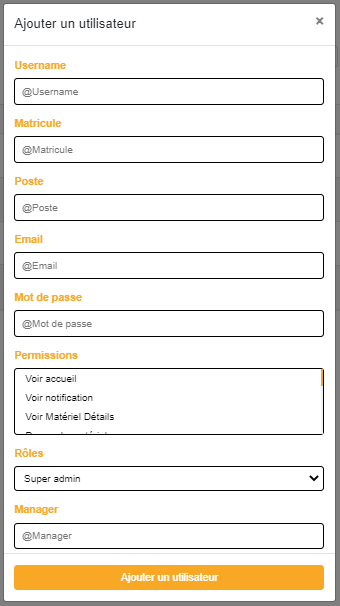 Ajouter un utilisateur ×
Username
@Username
Matricule
@Matricule
Poste
@Poste
Email
@Email
Mot de passe
@Mot de passe
Permissions
Voir accueil
Voir notification
Voir Matériel Détails
Rôles
Super admin
Manager
@Manager
Ajouter un utilisateur